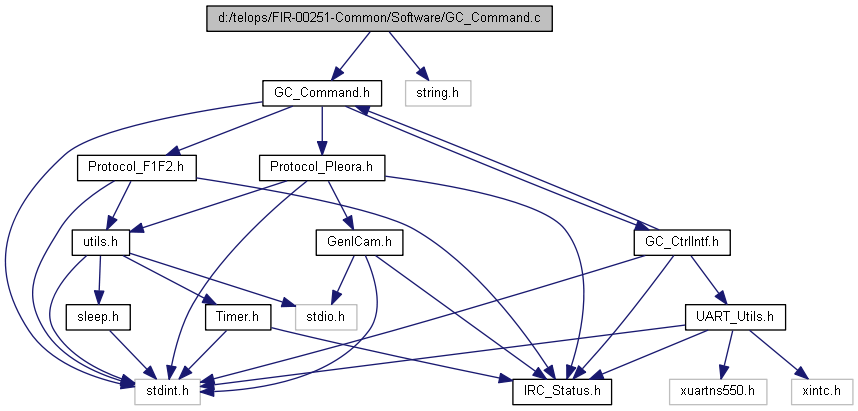 d:/telops/FIR-00251-Common/Software/GC_Command.c
GC_Command.h
string.h
Protocol_F1F2.h
Protocol_Pleora.h
utils.h
GenICam.h
GC_CtrlIntf.h
sleep.h
Timer.h
stdio.h
UART_Utils.h
stdint.h
IRC_Status.h
xuartns550.h
xintc.h